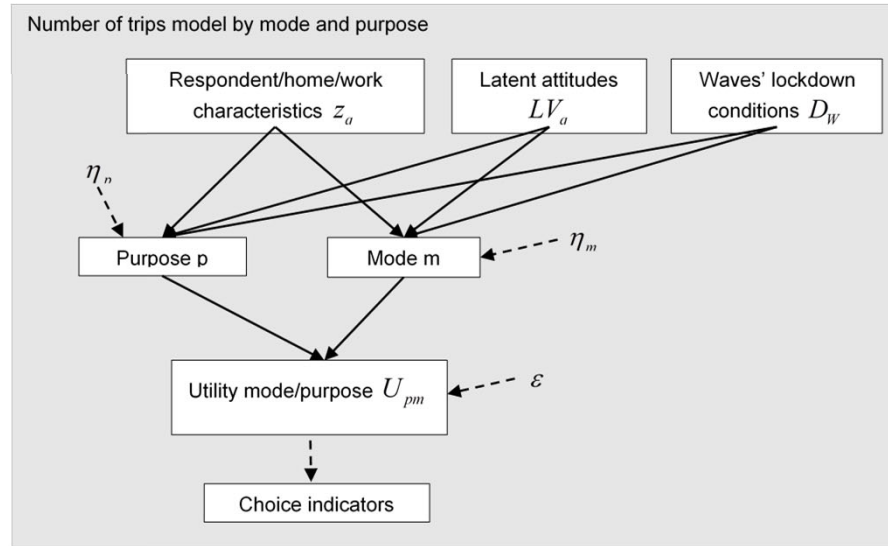 Number of trips model by mode and purpose
Respondent/home/work
characteristics z_a
Latent attitudes
LV_a
Waves' lockdown
conditions D_W
η_p
Purpose p
Mode m
η_m
Utility mode/purpose U_pm
ε
Choice indicators